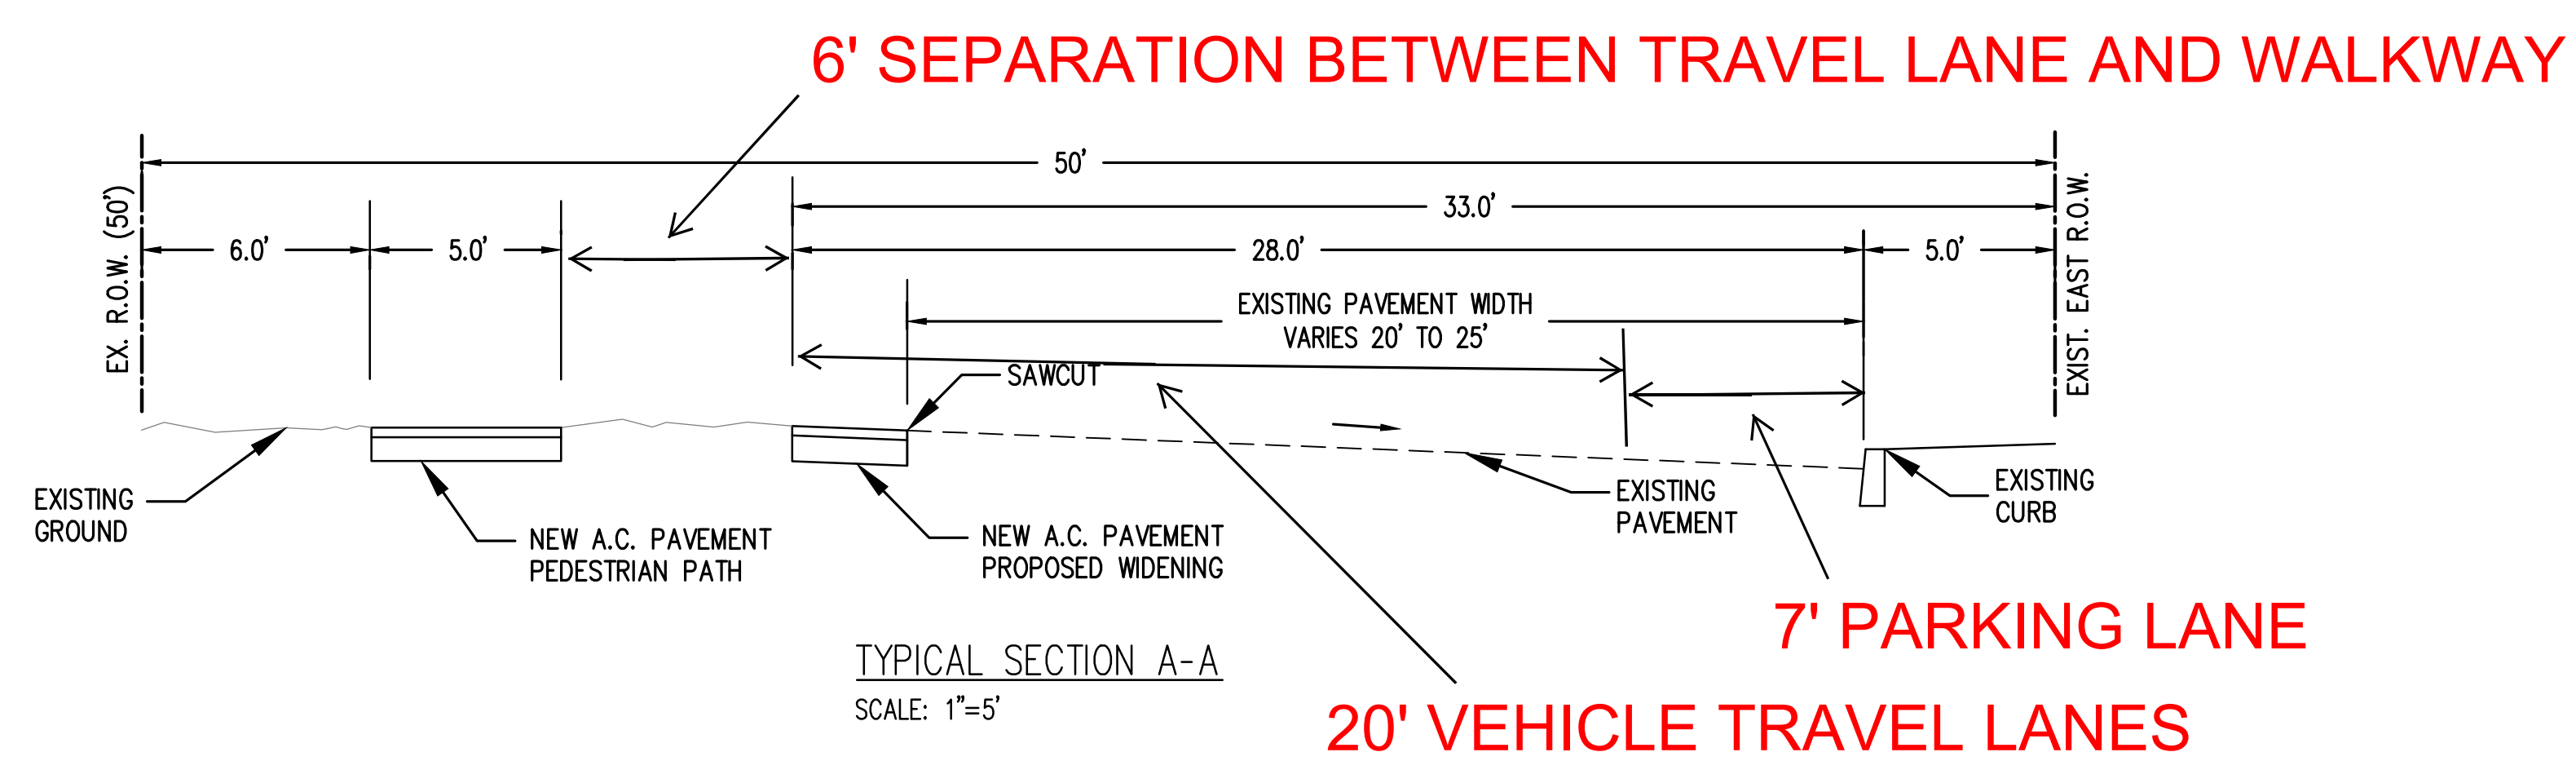 6' SEPARATION BETWEEN TRAVEL LANE AND WALKWAY
50'
33.0'
EX. R.O.W. (50')
6.0'
5.0'
28.0'
5.0'
EXIST. EAST R.O.W.
EXISTING PAVEMENT WIDTH
VARIES 20' TO 25'
SAWCUT
EXISTING
GROUND
NEW A.C. PAVEMENT
PEDESTRIAN PATH
NEW A.C. PAVEMENT
PROPOSED WIDENING
EXISTING
PAVEMENT
EXISTING
CURB
7' PARKING LANE
TYPICAL SECTION A-A
SCALE: 1"=5'
20' VEHICLE TRAVEL LANES